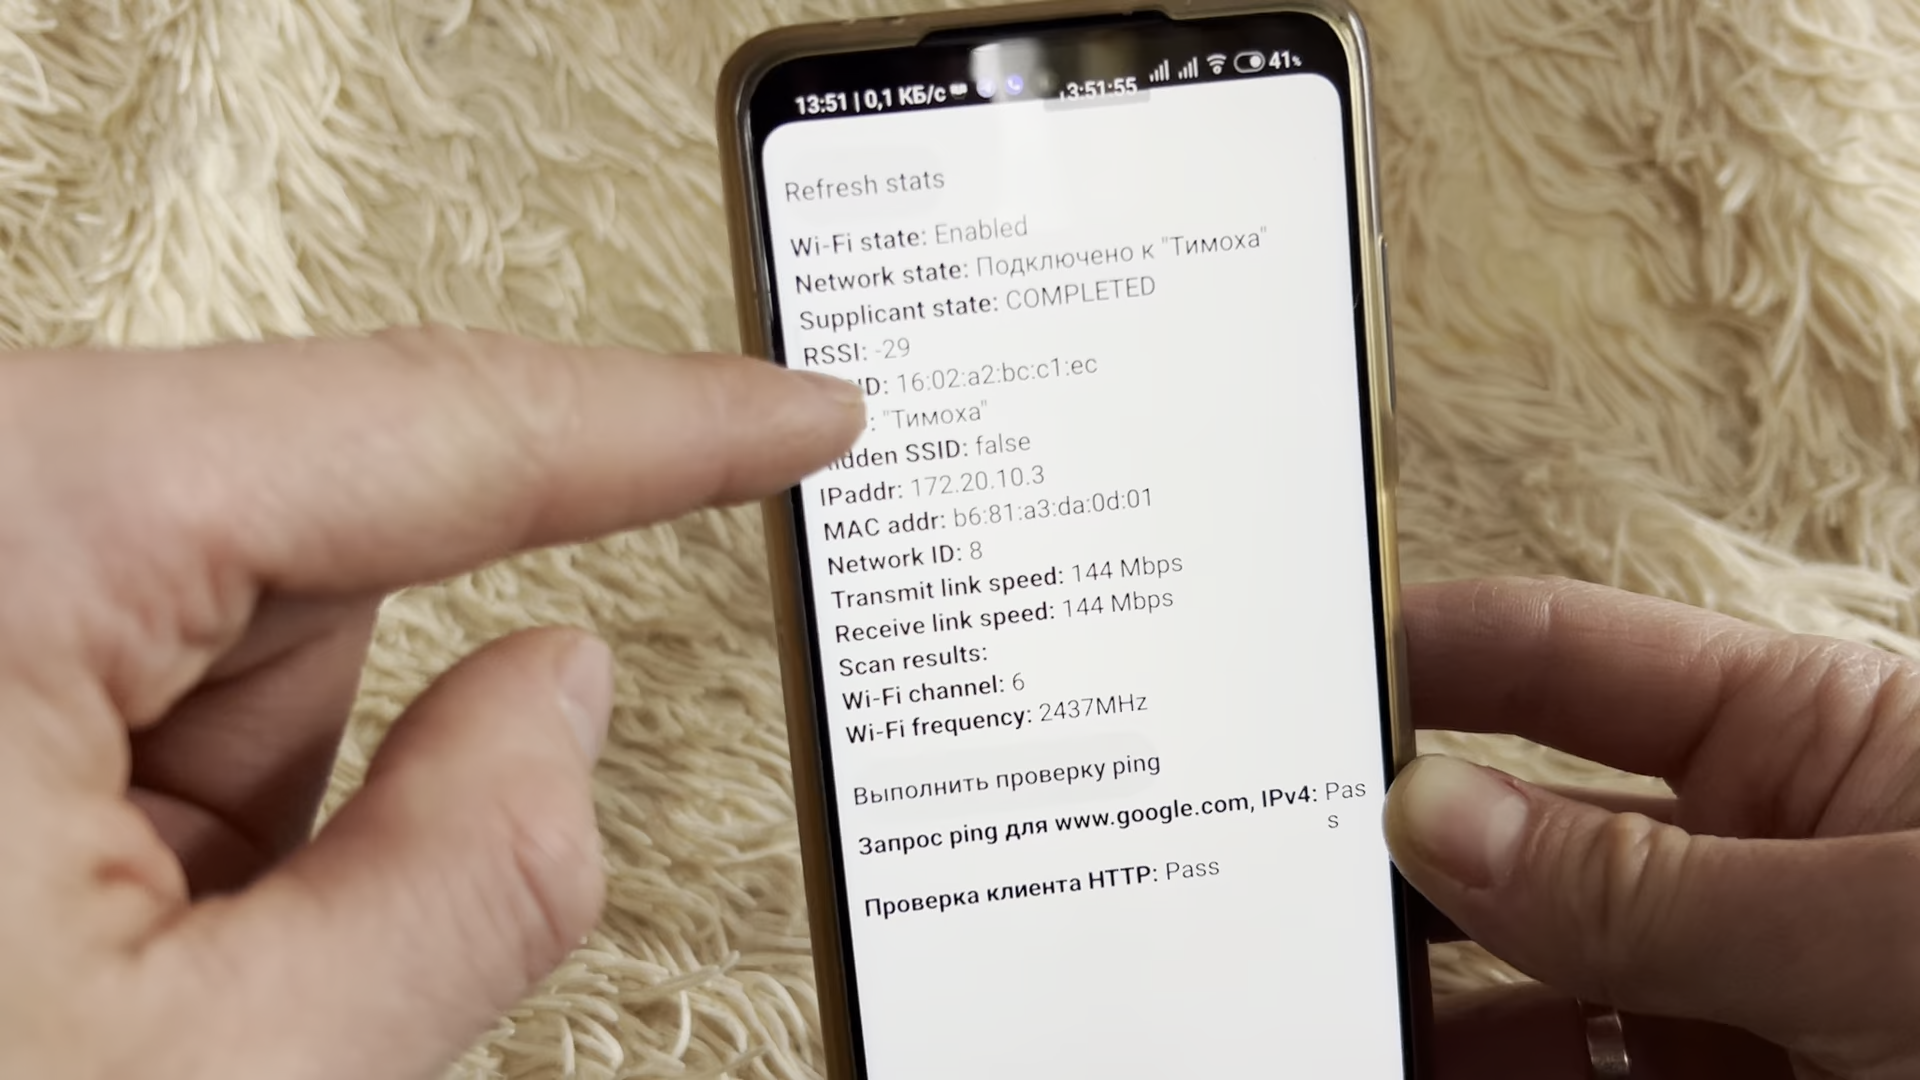 13:51 | 0,1 КБ/с 3:51:55 41%
Refresh stats
Wi-Fi state: Enabled
Network state: Подключено к "Тимоха"
Supplicant state: COMPLETED
RSSI: -29
ID: 16:02:a2:bc:c1:ec
: "Тимоха"
dden SSID: false
IPaddr: 172.20.10.3
MAC addr: b6:81:a3:da:0d:01
Network ID: 8
Transmit link speed: 144 Mbps
Receive link speed: 144 Mbps
Scan results:
Wi-Fi channel: 6
Wi-Fi frequency: 2437MHz
Выполнить проверку ping
Запрос ping для www.google.com, IPv4: Pas
s
Проверка клиента HTTP: Pass